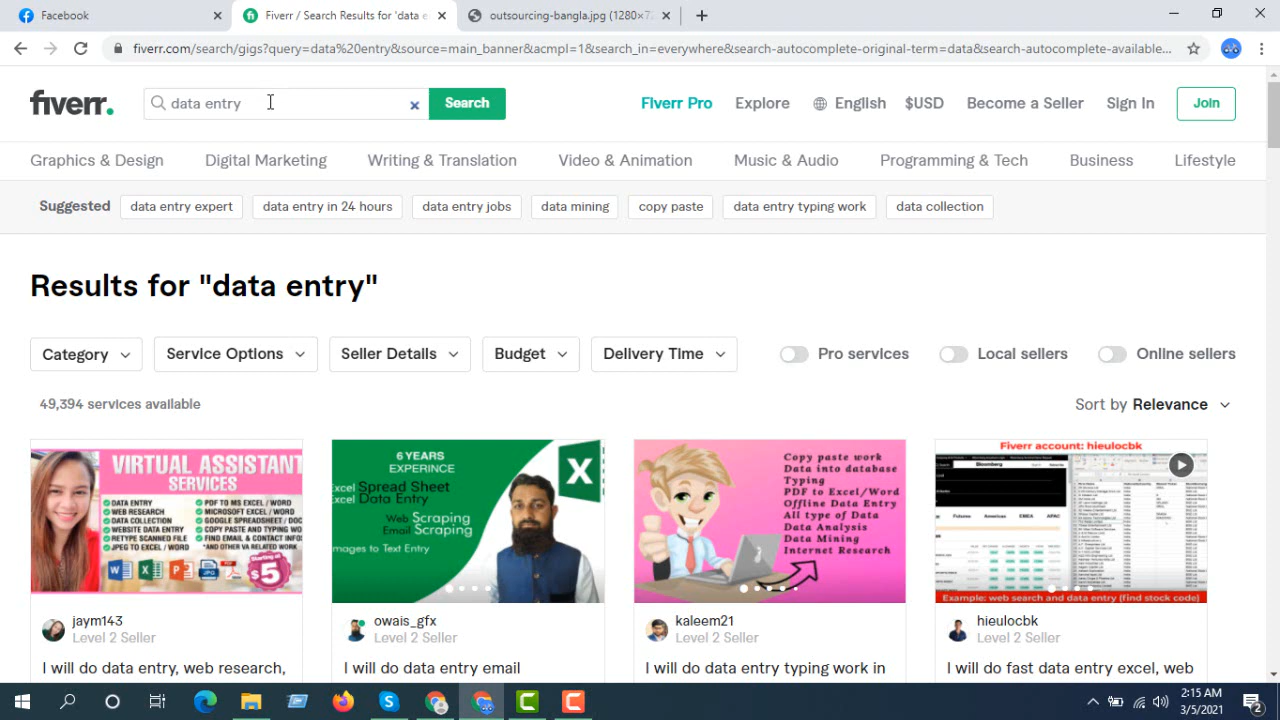 Facebook
Fiverr / Search Results for 'data e
outsourcing-bangla.jpg (1280×72
fiverr.com/search/gigs?query=data%20entry&source=main_banner&acmpl=1&search_in=everywhere&search-autocomplete-original-term=data&search-autocomplete-available...
fiverr.
data entry
Search
Fiverr Pro
Explore
English
$USD
Become a Seller
Sign In
Join
Graphics & Design
Digital Marketing
Writing & Translation
Video & Animation
Music & Audio
Programming & Tech
Business
Lifestyle
Suggested
data entry expert
data entry in 24 hours
data entry jobs
data mining
copy paste
data entry typing work
data collection
Results for "data entry"
Category
Service Options
Seller Details
Budget
Delivery Time
Pro services
Local sellers
Online sellers
49,394 services available
Sort by Relevance
VIRTUAL ASSISTANT
SERVICES
DATA ENTRY
DATA COLLECTION
WEBSITE DATA ENTRY
RETYPE SCANNED FILE
JPEG TO EXCEL / WORD
PDF TO MS EXCEL / WORD
MICROSOFT EXCEL / WORD
GOOGLE SPREADSHEET / DOC
COPY PASTE AND TYPING WO
FIND EMAIL & CONTACT INFO
AND OTHER VA RELATED WORK
$5
6 YEARS
EXPERINCE
Excel Spread Sheet
Excel Data Entry
Web Scraping
Email Scraping
Images to Text Entry
X
Copy paste work
Data into database
Typing
PDF to Excel/Word
Offline Data Entry
All type of Data
Data Analysis
Data Mining
Internet Research
Fiverr account: hieulocbk
Bloomberg
Futures
Americas
EMEA
APAC
Example: web search and data entry (find stock code)
jaym143
Level 2 Seller
owais_gfx
Level 2 Seller
kaleem21
Level 2 Seller
hieulocbk
Level 2 Seller
I will do data entry, web research,
I will do data entry email
I will do data entry typing work in
I will do fast data entry excel, web
2:15 AM
3/5/2021
2